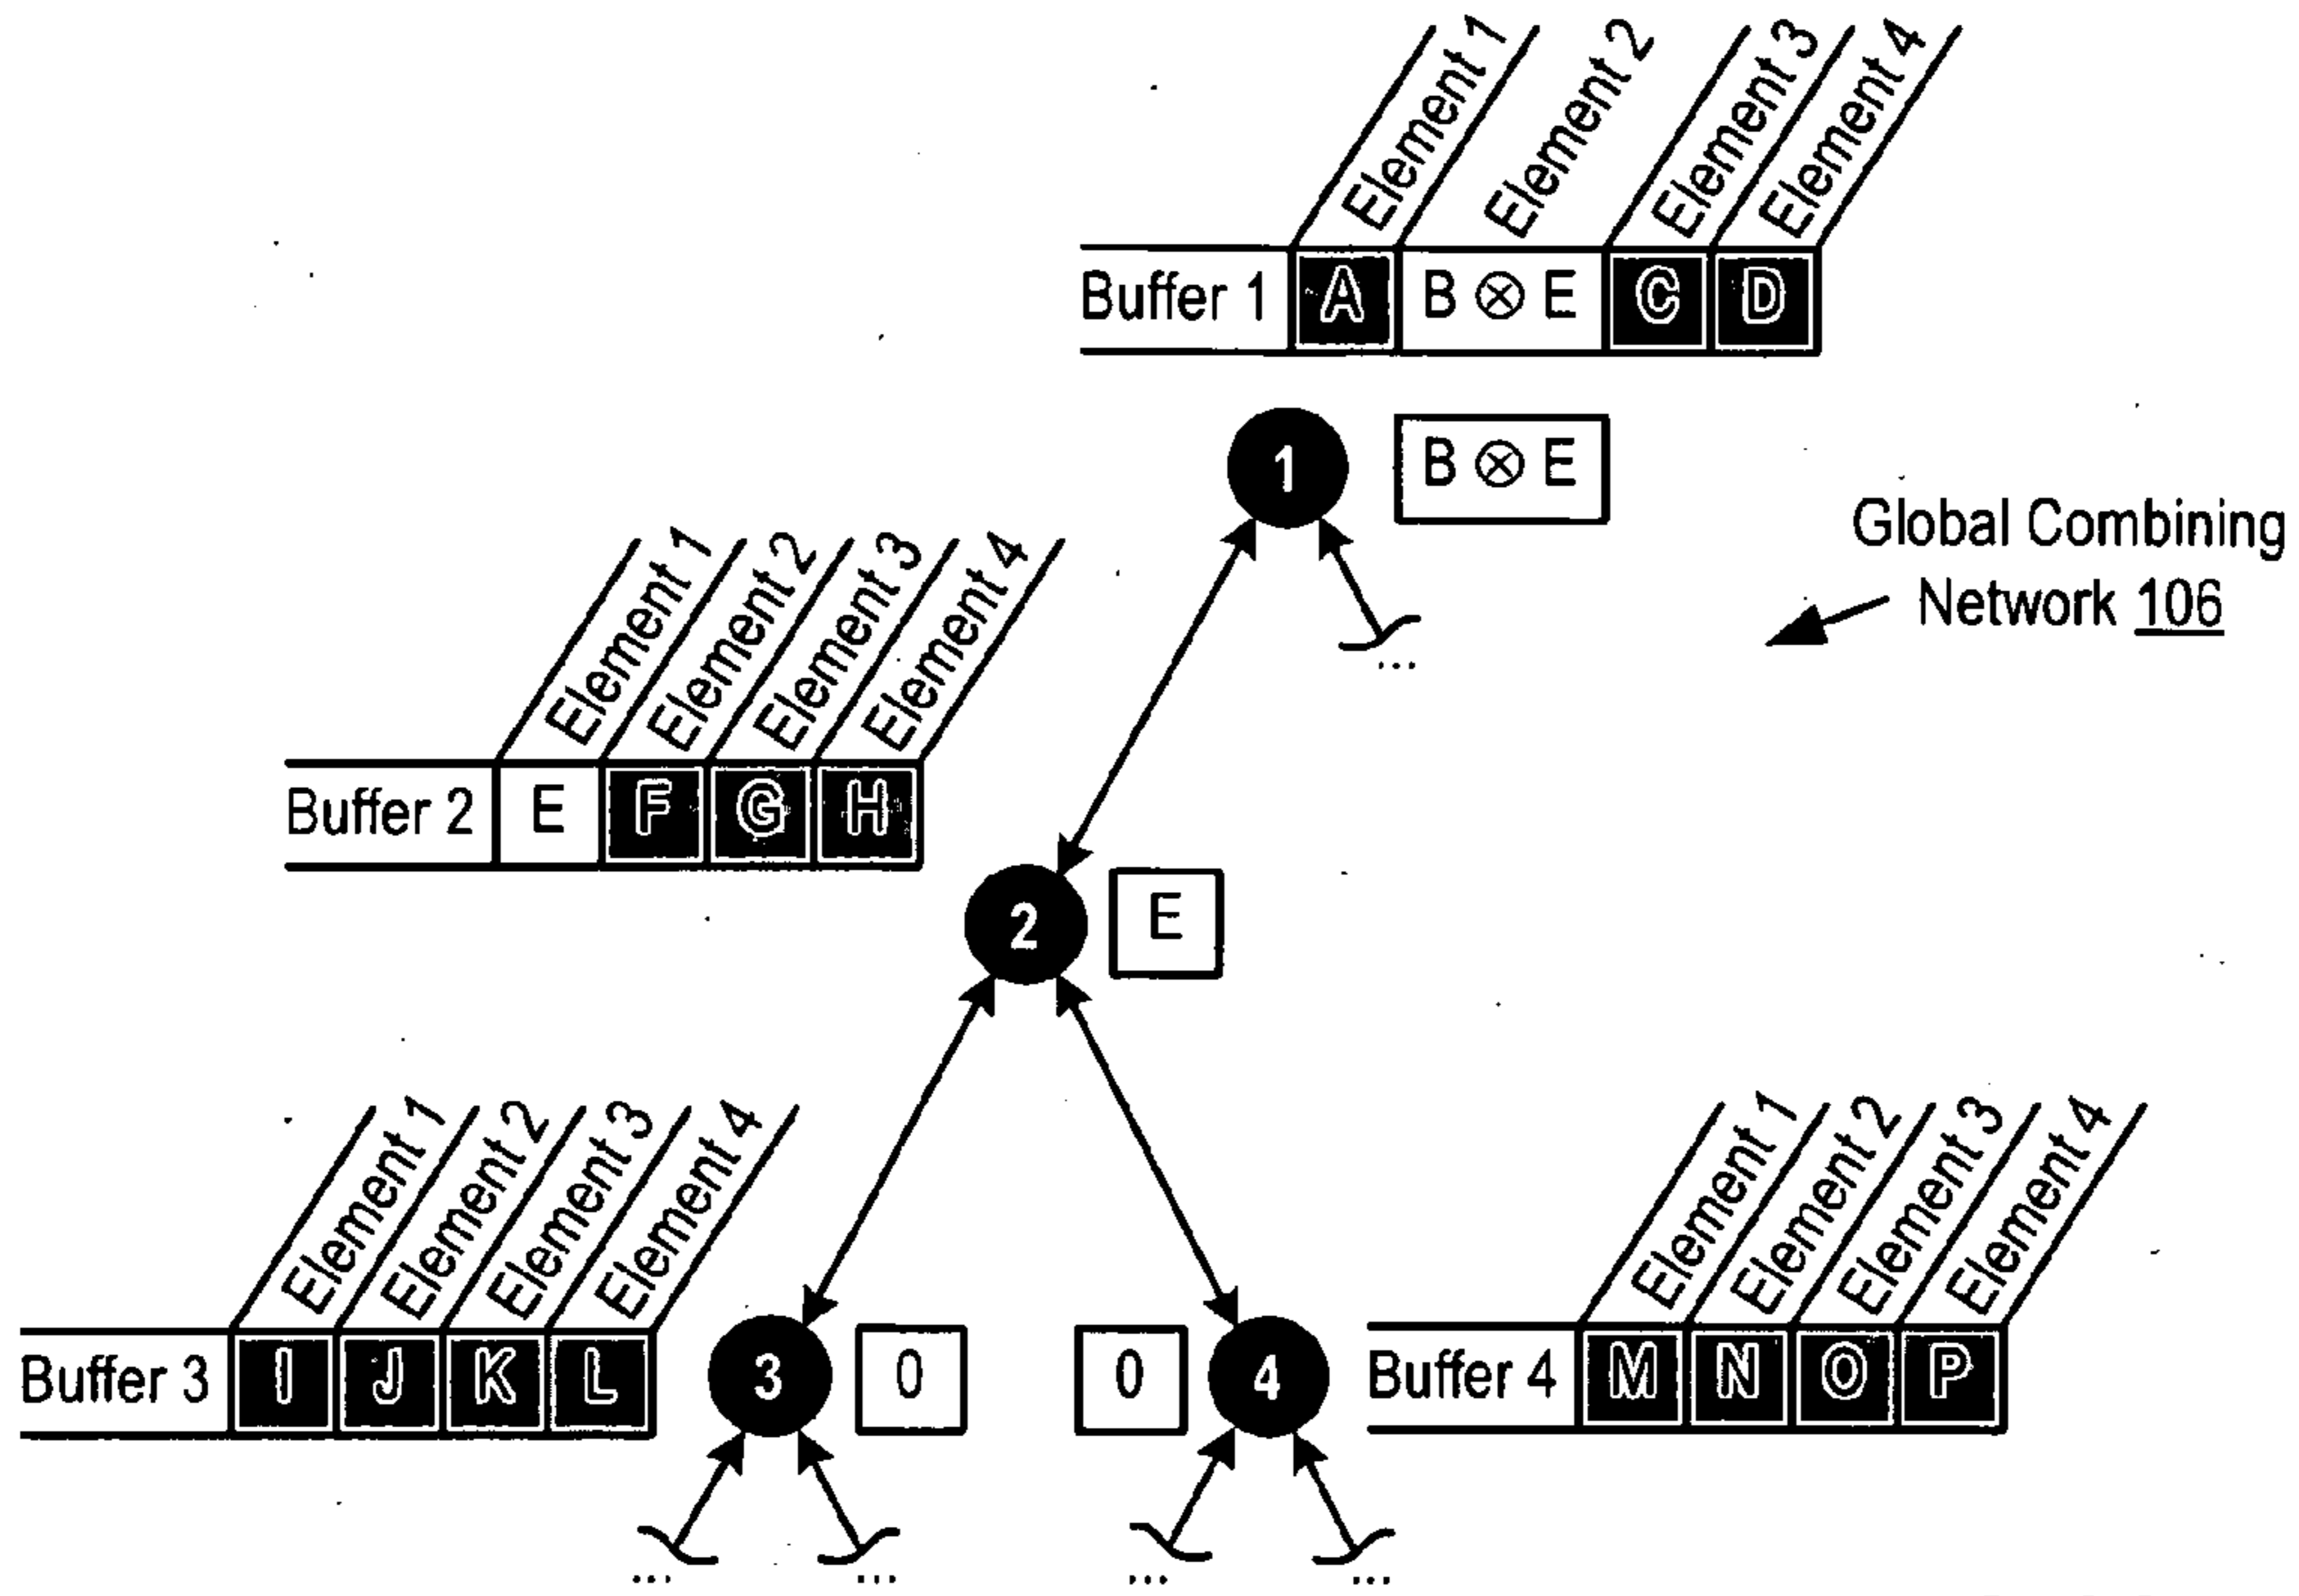 Element 1
Element 2
Element 3
Element 4
Buffer 1
A
B ⊗ E
C
D
1
B ⊗ E
Global Combining
Network 106
...
Element 1
Element 2
Element 3
Element 4
Buffer 2
E
F
G
H
2
E
Element 1
Element 2
Element 3
Element 4
Buffer 3
I
J
K
L
3
0
0
4
Element 1
Element 2
Element 3
Element 4
Buffer 4
M
N
O
P
...
...
...
...